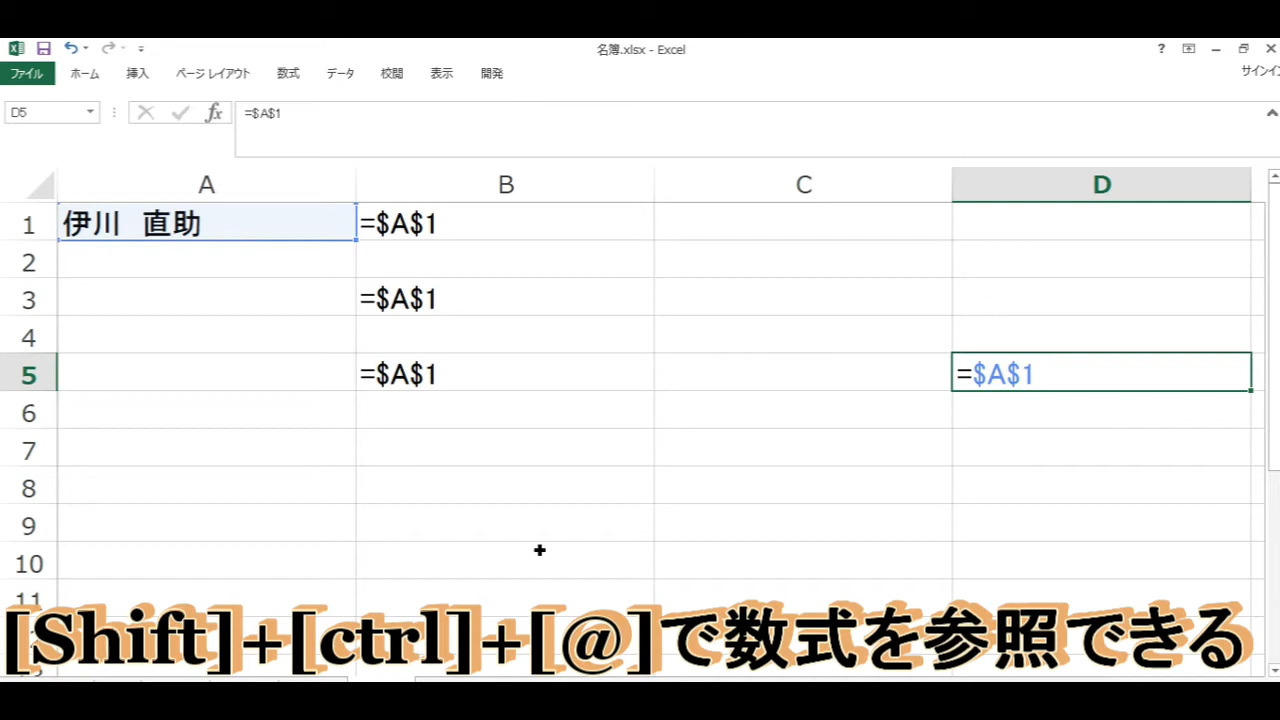 名簿.xlsx - Excel
?
ファイル ホーム 挿入 ページ レイアウト 数式 データ 校閲 表示 開発
サインイン
D5 fx =$A$1
A B C D
1 伊川 直助 =$A$1
2
3 =$A$1
4
5 =$A$1 =$A$1
6
7
8
9
10
11
[Shift]+[ctrl]+[@]で数式を参照できる